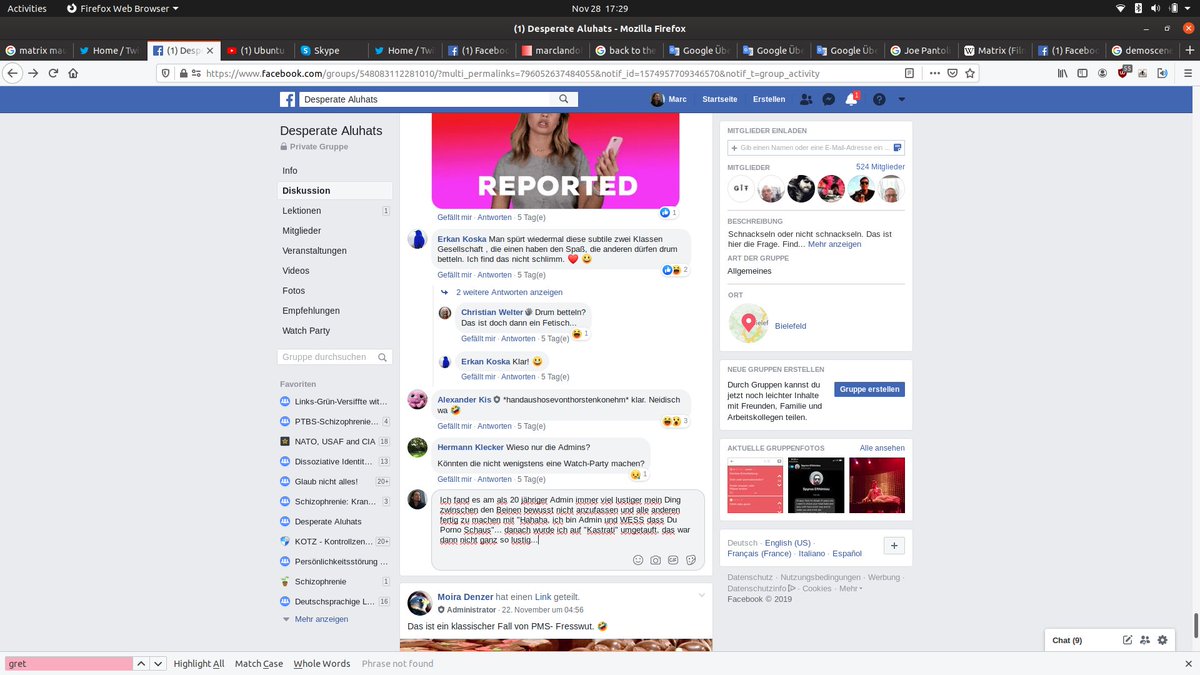 Activities
Firefox Web Browser
Nov 28 17:29
(1) Desperate Aluhats - Mozilla Firefox
matrix mau
Home / Twi
(1) Desp
Ubuntu
Skype
Home / Twi
(1) Facebo
marclandol
back to the
Google Übe
Google Übe
Google Übe
Joe Pantoli
Matrix (Film
(1) Facebo
demoscene
https://www.facebook.com/groups/548083112281010/?multi_permalinks=796052637484055&notif_id=1574957709346570&notif_t=group_activity
Desperate Aluhats
Marc
Startseite
Erstellen
1
Desperate Aluhats
Private Gruppe
Info
Diskussion
Lektionen 1
Mitglieder
Veranstaltungen
Videos
Fotos
Empfehlungen
Watch Party
Gruppe durchsuchen
Favoriten
Links-Grün-Versiffte wit...
PTBS-Schizophrenie... 4
NATO, USAF and CIA 18
Dissoziative Identit... 13
Glaub nicht alles! 20+
Schizophrenie: Kran... 3
Desperate Aluhats
KOTZ - Kontrollzen... 20+
Persönlichkeitsstörung ...
Schizophrenie 1
Deutschsprachige L... 16
Mehr anzeigen
REPORTED
Gefällt mir · Antworten · 5 Tag(e)
1
Erkan Koska Man spürt wiedermal diese subtile zwei Klassen
Gesellschaft , die einen haben den Spaß, die anderen dürfen drum
betteln. Ich find das nicht schlimm. ❤️ 😃
2
Gefällt mir · Antworten · 5 Tag(e)
2 weitere Antworten anzeigen
Christian Welter Drum betteln?
Das ist doch dann ein Fetisch...
1
Gefällt mir · Antworten · 5 Tag(e)
Erkan Koska Klar! 😃
Gefällt mir · Antworten · 5 Tag(e)
Alexander Kis *handaushosevonthorstenkonehm* klar. Neidisch
wa 🤣
3
Gefällt mir · Antworten · 5 Tag(e)
Hermann Klecker Wieso nur die Admins?
Könnten die nicht wenigstens eine Watch-Party machen?
1
Gefällt mir · Antworten · 5 Tag(e)
Ich fand es am als 20 jähriger Admin immer viel lustiger mein Ding
zwinschen den Beinen bewusst nicht anzufassen und alle anderen
fertig zu machen mit "Hahaha, ich bin Admin und WESS dass Du
Porno Schaus"... danach wurde ich auf "Kastrati" umgetauft, das war
dann nicht ganz so lustig...
Moira Denzer hat einen Link geteilt.
Administrator · 22. November um 04:56
Das ist ein klassischer Fall von PMS- Fresswut. 🤣
MITGLIEDER EINLADEN
Gib einen Namen oder eine E-Mail-Adresse ein ...
MITGLIEDER
524 Mitglieder
GIT
BESCHREIBUNG
Schnackseln oder nicht schnackseln. Das ist
hier die Frage. Find... Mehr anzeigen
ART DER GRUPPE
Allgemeines
ORT
Bielefeld
NEUE GRUPPEN ERSTELLEN
Durch Gruppen kannst du
jetzt noch leichter Inhalte
mit Freunden, Familie und
Arbeitskollegen teilen.
Gruppe erstellen
AKTUELLE GRUPPENFOTOS
Alle ansehen
Deutsch · English (US) ·
Français (France) · Italiano · Español
Datenschutz · Nutzungsbedingungen · Werbung ·
Datenschutzinfo · Cookies · Mehr
Facebook © 2019
Chat (9)
gret
Highlight All
Match Case
Whole Words
Phrase not found